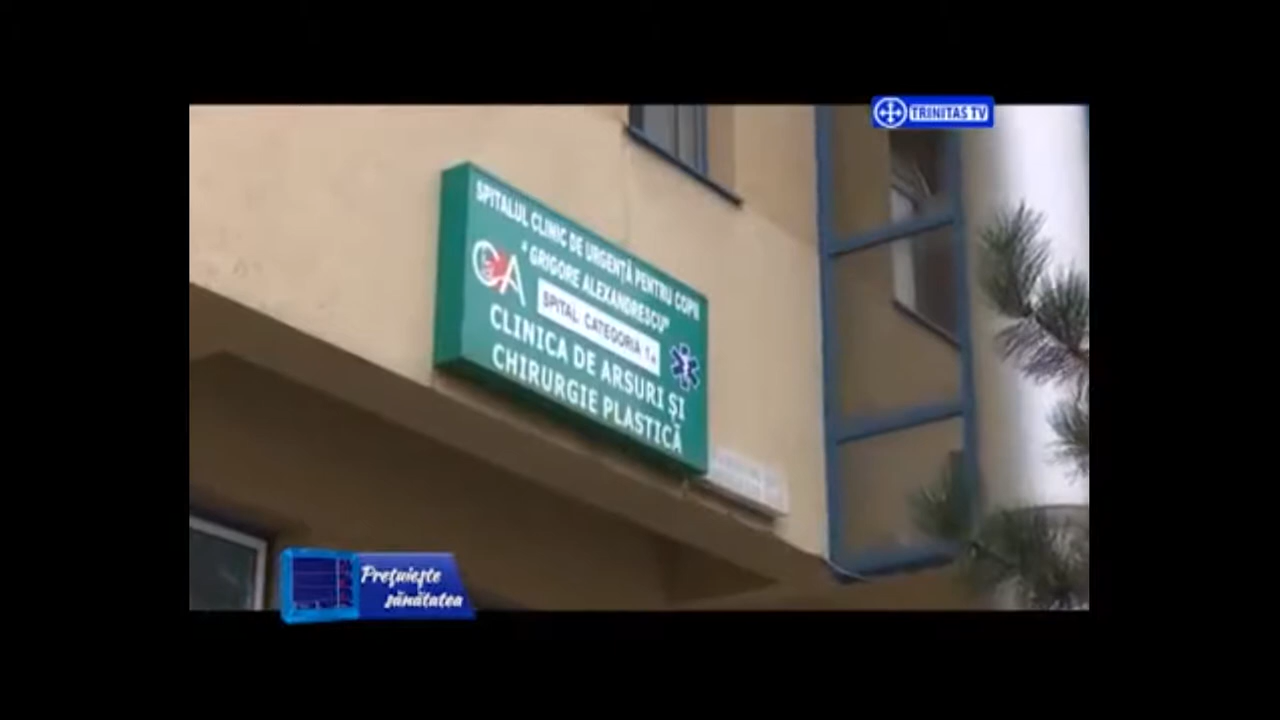 TRINITAS TV
SPITALUL CLINIC DE URGENȚĂ PENTRU COPII
"GRIGORE ALEXANDRESCU"
SPITAL CATEGORIA 1
CLINICA DE ARSURI ȘI
CHIRURGIE PLASTICĂ
Prețuiește
sănătatea